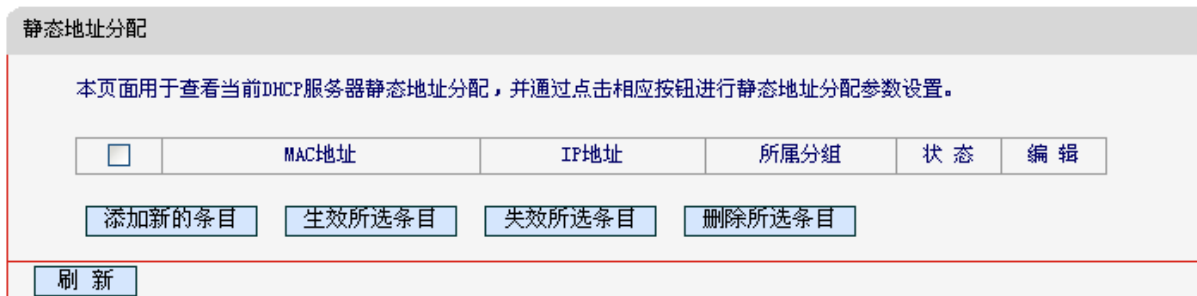 静态地址分配
本页面用于查看当前DHCP服务器静态地址分配，并通过点击相应按钮进行静态地址分配参数设置。
MAC地址 IP地址 所属分组 状 态 编 辑
添加新的条目 生效所选条目 失效所选条目 删除所选条目
刷 新